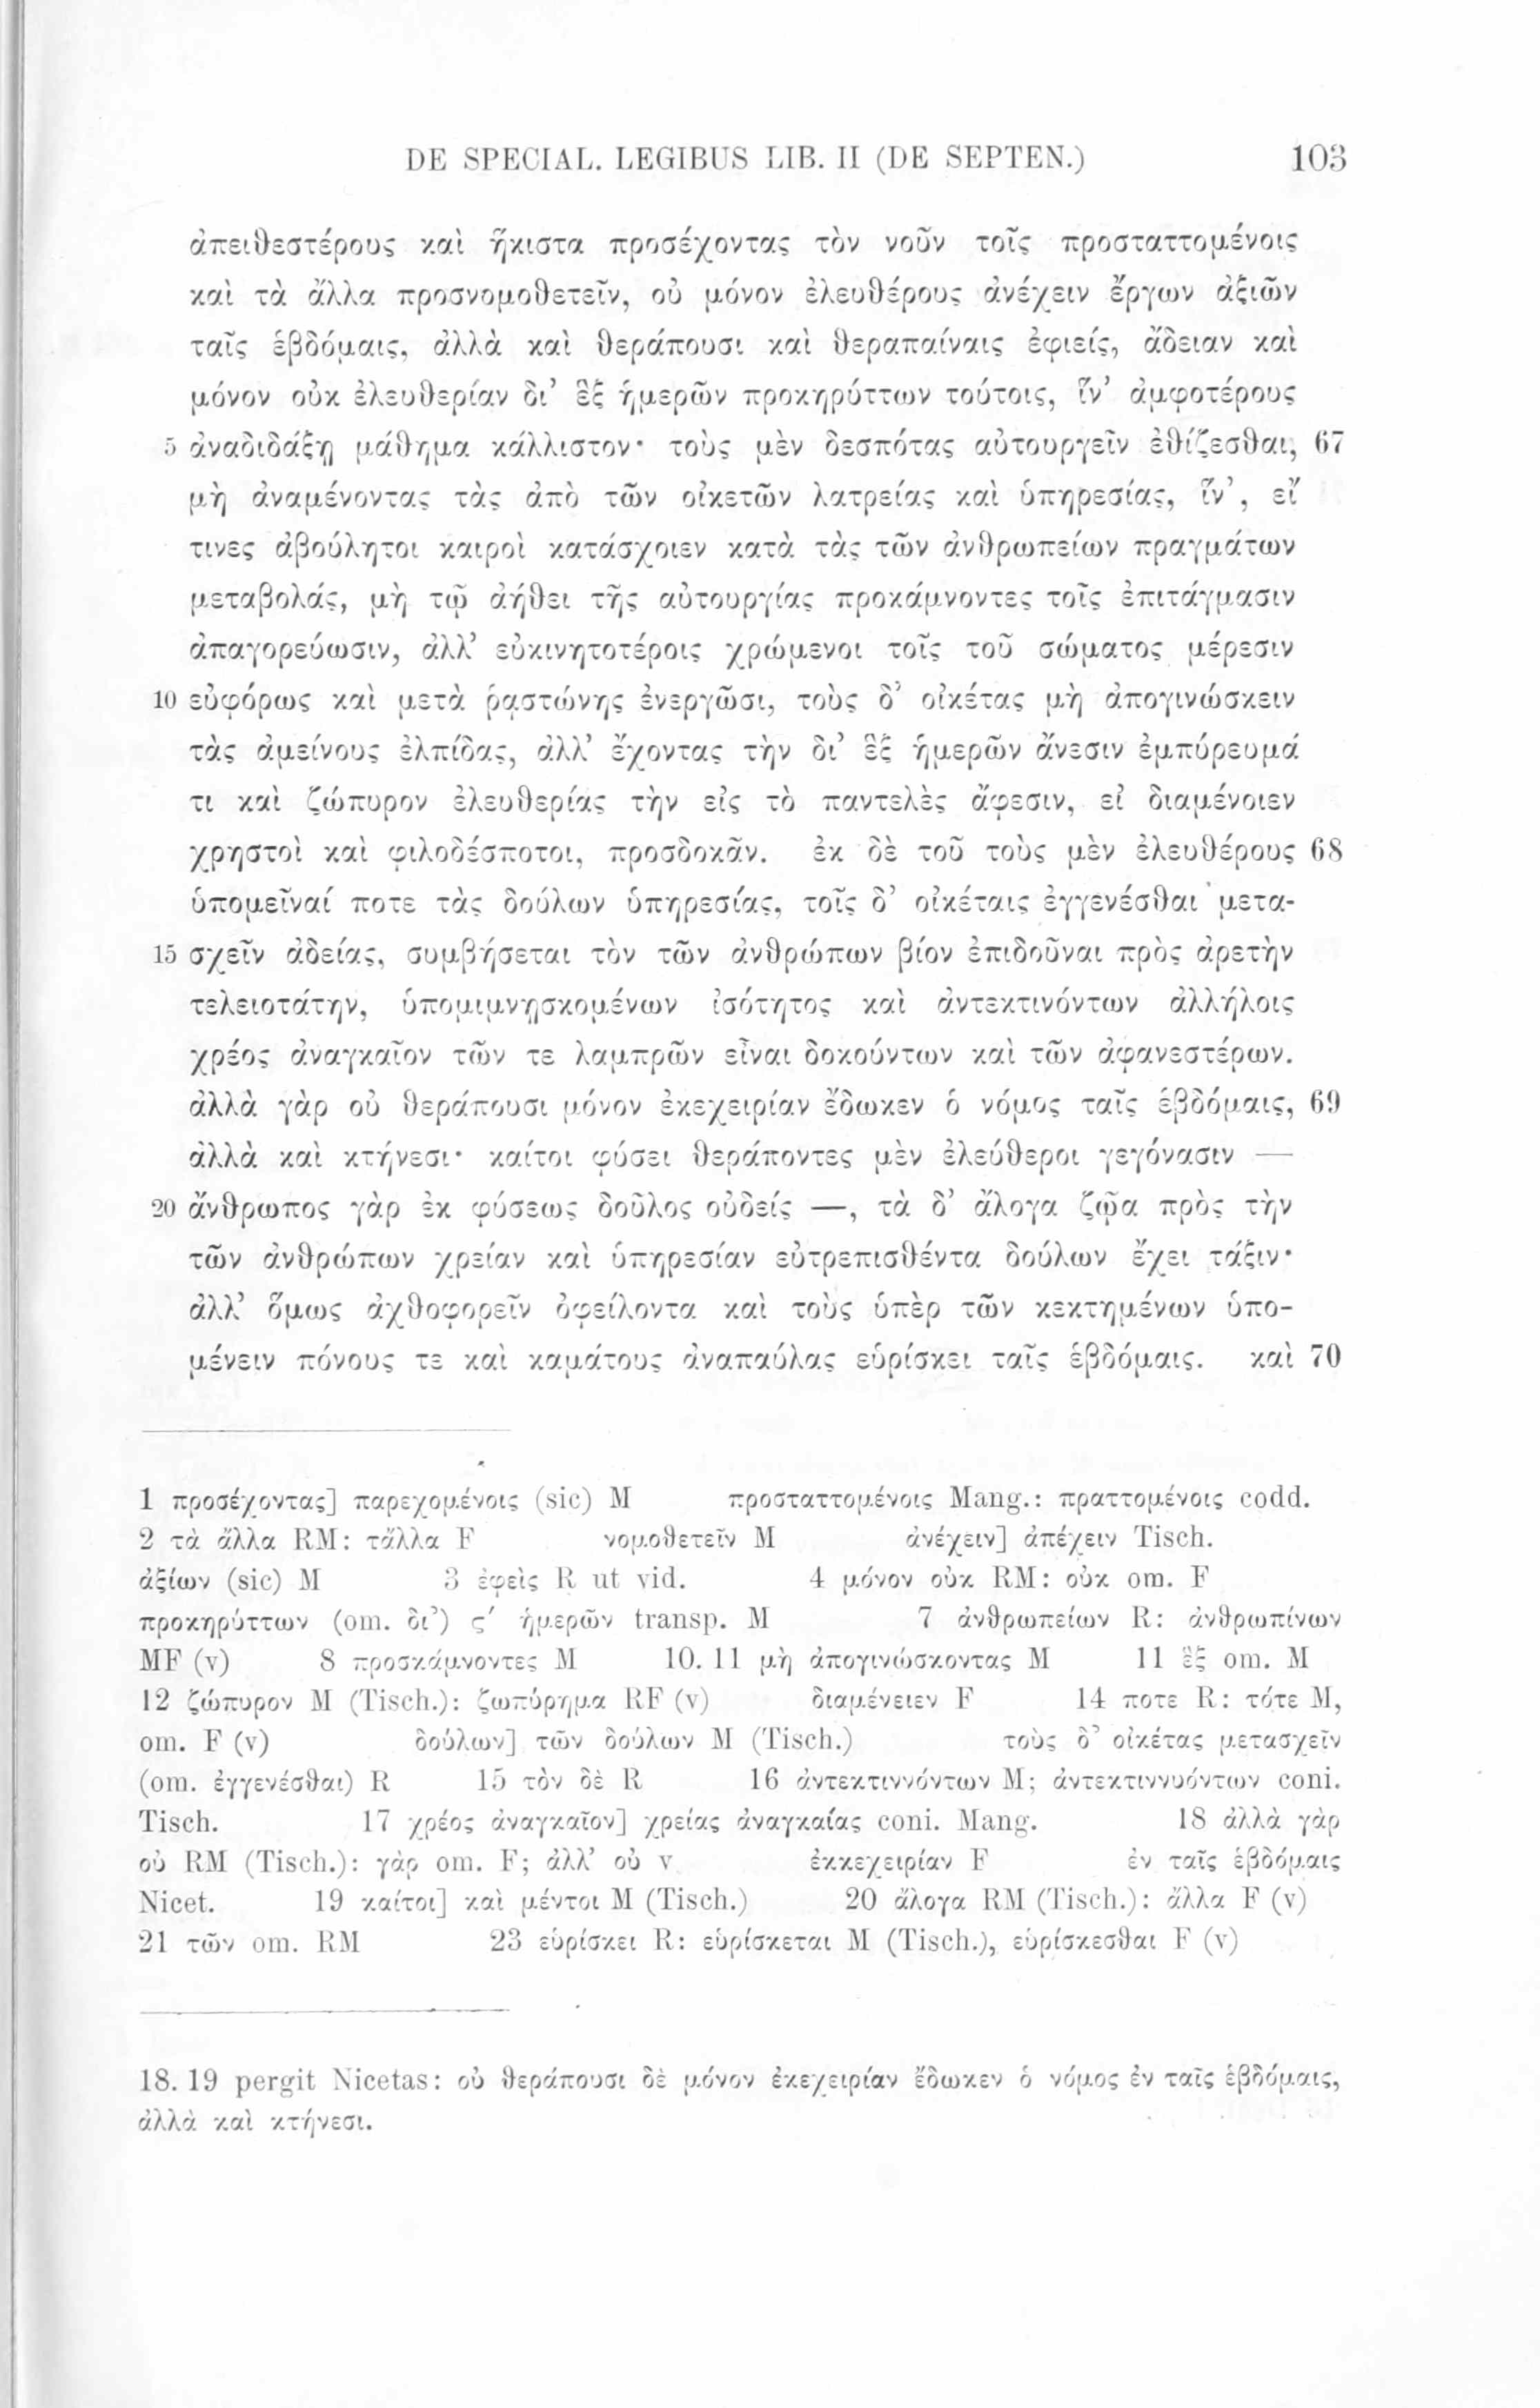 DE SPECIAL. LEGIBUS LIB. II (DE SEPTEN.) 103
ἀπειθεστέρους καὶ ἥκιστα προσέχοντας τὸν νοῦν τοῖς προσταττομένοις
καὶ τὰ ἄλλα προσνομοθετεῖν, οὐ μόνον ἐλευθέρους ἀνέχειν ἔργων ἀξιῶν
ταῖς ἑβδόμαις, ἀλλὰ καὶ θεράπουσι καὶ θεραπαίναις ἐφιείς, ἄδειαν καὶ
μόνον οὐκ ἐλευθερίαν δι’ ἓξ ἡμερῶν προκηρύττων τούτοις, ἵν’ ἀμφοτέρους
5 ἀναδιδάξῃ μάθημα κάλλιστον· τοὺς μὲν δεσπότας αὐτουργεῖν ἐθίζεσθαι, 67
μὴ ἀναμένοντας τὰς ἀπὸ τῶν οἰκετῶν λατρείας καὶ ὑπηρεσίας, ἵν’, εἴ
τινες ἀβούλητοι καιροὶ κατάσχοιεν κατὰ τὰς τῶν ἀνθρωπείων πραγμάτων
μεταβολάς, μὴ τῷ ἀήθει τῆς αὐτουργίας προκάμνοντες τοῖς ἐπιτάγμασιν
ἀπαγορεύωσιν, ἀλλ’ εὐκινητοτέροις χρώμενοι τοῖς τοῦ σώματος μέρεσιν
10 εὐφόρως καὶ μετὰ ῥᾳστώνης ἐνεργῶσι, τοὺς δ’ οἰκέτας μὴ ἀπογινώσκειν
τὰς ἀμείνους ἐλπίδας, ἀλλ’ ἔχοντας τὴν δι’ ἓξ ἡμερῶν ἄνεσιν ἐμπύρευμά
τι καὶ ζώπυρον ἐλευθερίας τὴν εἰς τὸ παντελὲς ἄφεσιν, εἰ διαμένοιεν
χρηστοὶ καὶ φιλοδέσποτοι, προσδοκᾶν. ἐκ δὲ τοῦ τοὺς μὲν ἐλευθέρους 68
ὑπομεῖναί ποτε τὰς δούλων ὑπηρεσίας, τοῖς δ’ οἰκέταις ἐγγενέσθαι μετα-
15 σχεῖν ἀδείας, συμβήσεται τὸν τῶν ἀνθρώπων βίον ἐπιδοῦναι πρὸς ἀρετὴν
τελειοτάτην, ὑπομιμνῃσκομένων ἰσότητος καὶ ἀντεκτινόντων ἀλλήλοις
χρέος ἀναγκαῖον τῶν τε λαμπρῶν εἶναι δοκούντων καὶ τῶν ἀφανεστέρων.
ἀλλὰ γὰρ οὐ θεράπουσι μόνον ἐκεχειρίαν ἔδωκεν ὁ νόμος ταῖς ἑβδόμαις, 69
ἀλλὰ καὶ κτήνεσι· καίτοι φύσει θεράποντες μὲν ἐλεύθεροι γεγόνασιν —
20 ἄνθρωπος γὰρ ἐκ φύσεως δοῦλος οὐδείς —, τὰ δ’ ἄλογα ζῷα πρὸς τὴν
τῶν ἀνθρώπων χρείαν καὶ ὑπηρεσίαν εὐτρεπισθέντα δούλων ἔχει τάξιν·
ἀλλ’ ὅμως ἀχθοφορεῖν ὀφείλοντα καὶ τοὺς ὑπὲρ τῶν κεκτημένων ὑπο-
μένειν πόνους τε καὶ καμάτους ἀναπαύλας εὑρίσκει ταῖς ἑβδόμαις. καὶ 70
1 προσέχοντας] παρεχομένοις (sic) M προσταττομένοις Mang.: πραττομένοις codd.
2 τὰ ἄλλα RM: τἄλλα F νομοθετεῖν M ἀνέχειν] ἀπέχειν Tisch.
ἀξίων (sic) M 3 ἐφεὶς R ut vid. 4 μόνον οὐκ RM: οὐκ om. F
προκηρύττων (om. δι’) ς′ ἡμερῶν transp. M 7 ἀνθρωπείων R: ἀνθρωπίνων
MF (v) 8 προσκάμνοντες M 10. 11 μὴ ἀπογινώσκοντας M 11 ἓξ om. M
12 ζώπυρον M (Tisch.): ζωπύρημα RF (v) διαμένειεν F 14 ποτε R: τότε M,
om. F (v) δούλων] τῶν δούλων M (Tisch.) τοὺς δ’ οἰκέτας μετασχεῖν
(om. ἐγγενέσθαι) R 15 τὸν δὲ R 16 ἀντεκτιννόντων M; ἀντεκτιννυόντων coni.
Tisch. 17 χρέος ἀναγκαῖον] χρείας ἀναγκαίας coni. Mang. 18 ἀλλὰ γὰρ
οὐ RM (Tisch.): γὰρ om. F; ἀλλ’ οὐ v ἐκκεχειρίαν F ἐν ταῖς ἑβδόμαις
Nicet. 19 καίτοι] καὶ μέντοι M (Tisch.) 20 ἄλογα RM (Tisch.): ἄλλα F (v)
21 τῶν om. RM 23 εὑρίσκει R: εὑρίσκεται M (Tisch.), εὑρίσκεσθαι F (v)
18. 19 pergit Nicetas: οὐ θεράπουσι δὲ μόνον ἐκεχειρίαν ἔδωκεν ὁ νόμος ἐν ταῖς ἑβδόμαις,
ἀλλὰ καὶ κτήνεσι.